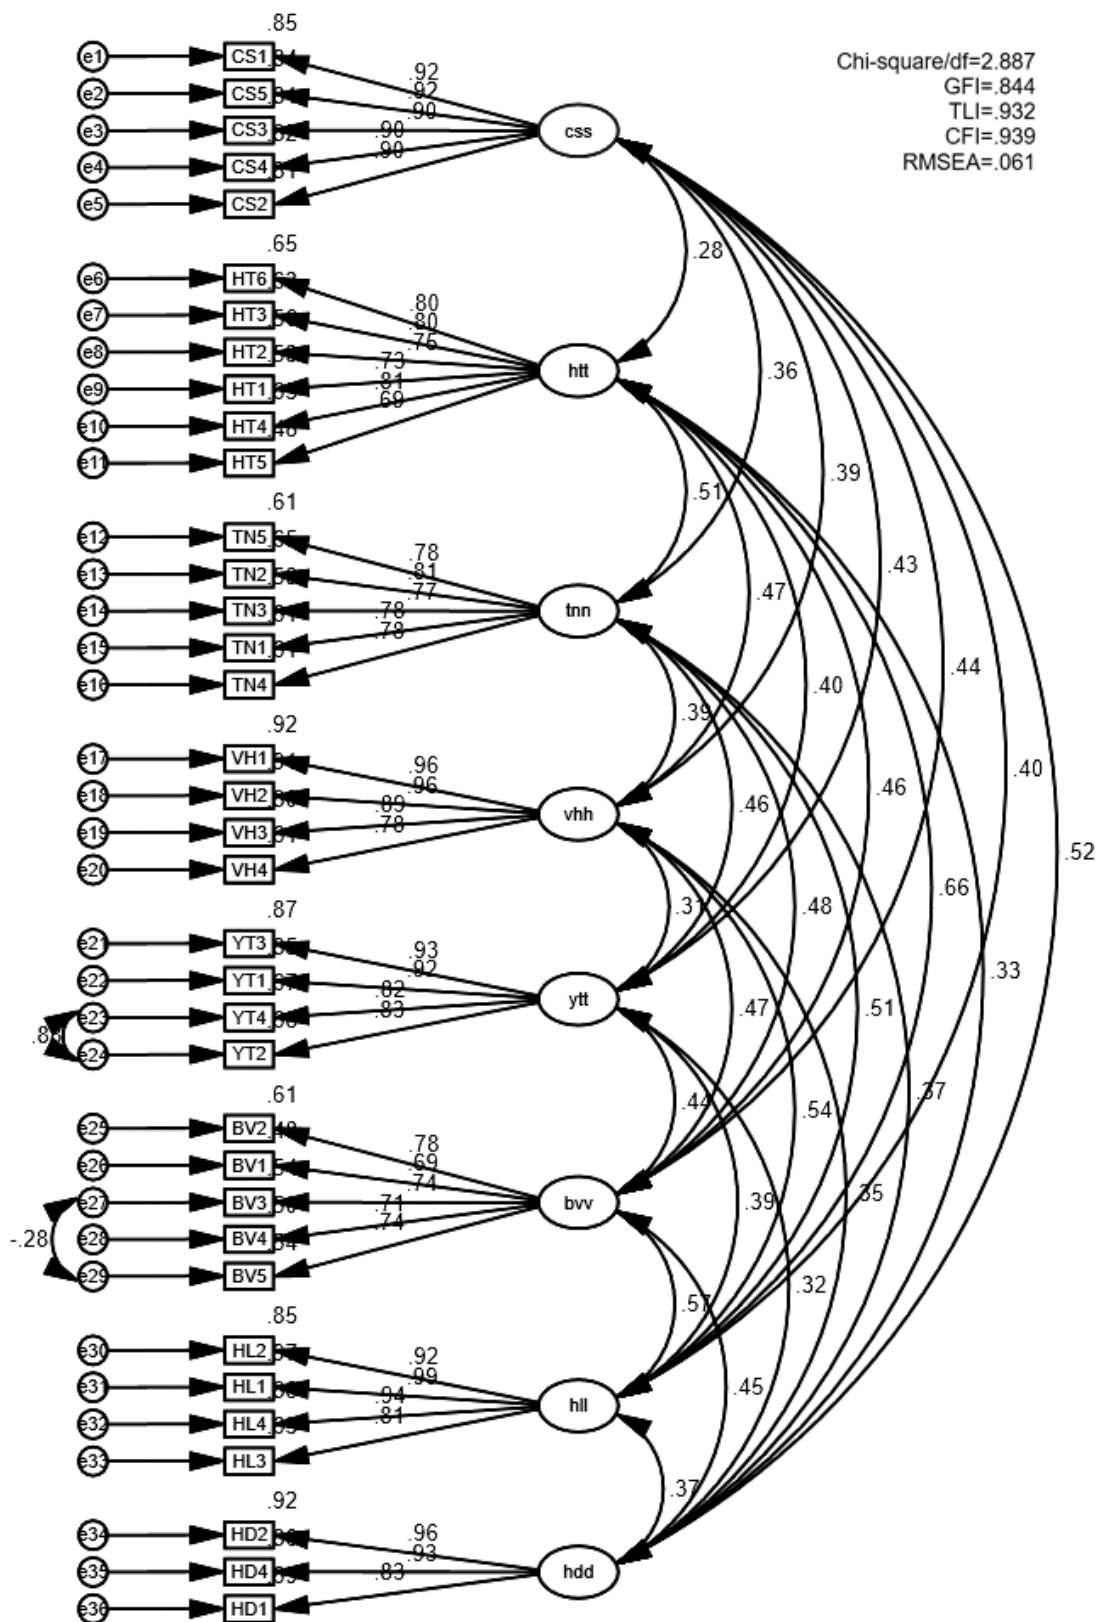 Chi-square/df=2.887
GFI=.844
TLI=.932
CFI=.939
RMSEA=.061
.85
e1 CS1 .92
e2 CS5 .92
e3 CS3 .90
e4 CS4 .90
e5 CS2 .90
css
.28
.65
e6 HT6 .80
e7 HT3 .80
e8 HT2 .75
e9 HT1 .73
e10 HT4 .81
e11 HT5 .69
htt
.36
.39
.51
.43
.61
e12 TN5 .78
e13 TN2 .81
e14 TN3 .77
e15 TN1 .78
e16 TN4 .78
tnn
.47
.44
.40
.39
.92
e17 VH1 .96
e18 VH2 .96
e19 VH3 .89
e20 VH4 .78
vhh
.40
.46
.46
.52
.66
.48
.87
e21 YT3 .93
e22 YT1 .92
e23 YT4 .82
e24 YT2 .83
ytt
.33
.47
.51
.37
.61
e25 BV2 .78
e26 BV1 .69
e27 BV3 .74
e28 BV4 .71
e29 BV5 .74
-.28
bvv
.44
.54
.39
.35
.32
.57
.85
e30 HL2 .92
e31 HL1 .99
e32 HL4 .94
e33 HL3 .81
hll
.45
.37
.92
e34 HD2 .96
e35 HD4 .93
e36 HD1 .83
hdd